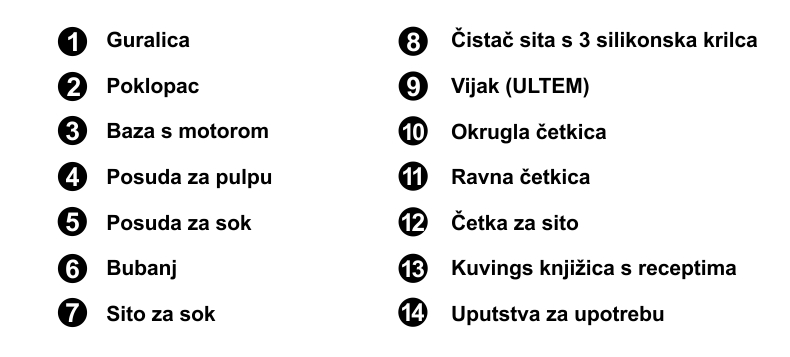 1 Guralica
2 Poklopac
3 Baza s motorom
4 Posuda za pulpu
5 Posuda za sok
6 Bubanj
7 Sito za sok
8 Čistač sita s 3 silikonska krilca
9 Vijak (ULTEM)
10 Okrugla četkica
11 Ravna četkica
12 Četka za sito
13 Kuvings knjižica s receptima
14 Uputstva za upotrebu